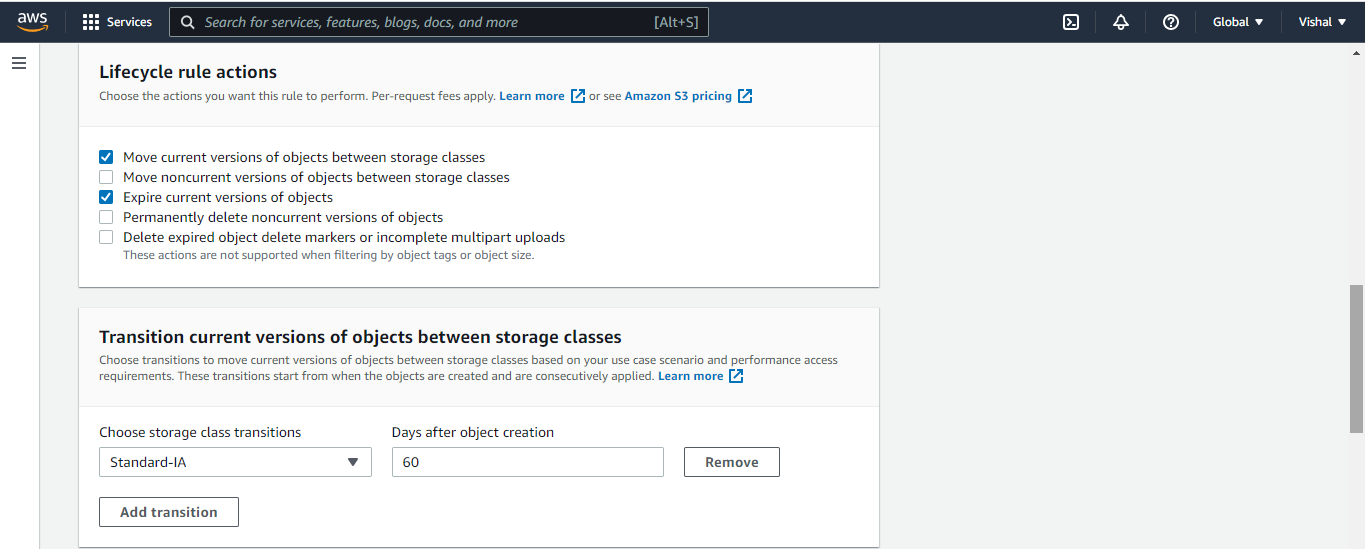 aws
Services
Search for services, features, blogs, docs, and more [Alt+S]
Global
Vishal
Lifecycle rule actions
Choose the actions you want this rule to perform. Per-request fees apply. Learn more or see Amazon S3 pricing
Move current versions of objects between storage classes
Move noncurrent versions of objects between storage classes
Expire current versions of objects
Permanently delete noncurrent versions of objects
Delete expired object delete markers or incomplete multipart uploads
These actions are not supported when filtering by object tags or object size.
Transition current versions of objects between storage classes
Choose transitions to move current versions of objects between storage classes based on your use case scenario and performance access
requirements. These transitions start from when the objects are created and are consecutively applied. Learn more
Choose storage class transitions
Days after object creation
Standard-IA
60
Remove
Add transition